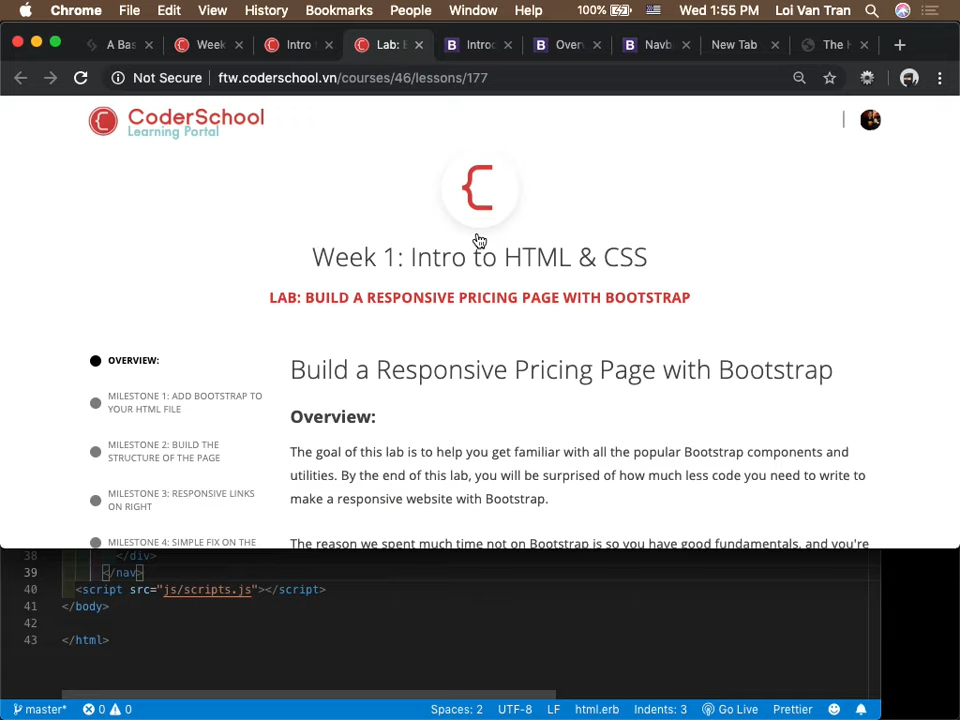 Chrome File Edit View History Bookmarks People Window Help 100% Wed 1:55 PM Loi Van Tran
A Bas Week Intro Lab: B Introd Over Navba New Tab The H
Not Secure ftw.coderschool.vn/courses/46/lessons/177
CoderSchool
Learning Portal
Week 1: Intro to HTML & CSS
LAB: BUILD A RESPONSIVE PRICING PAGE WITH BOOTSTRAP
OVERVIEW:
MILESTONE 1: ADD BOOTSTRAP TO
YOUR HTML FILE
MILESTONE 2: BUILD THE
STRUCTURE OF THE PAGE
MILESTONE 3: RESPONSIVE LINKS
ON RIGHT
MILESTONE 4: SIMPLE FIX ON THE
Build a Responsive Pricing Page with Bootstrap
Overview:
The goal of this lab is to help you get familiar with all the popular Bootstrap components and
utilities. By the end of this lab, you will be surprised of how much less code you need to write to
make a responsive website with Bootstrap.
The reason we spent much time not on Bootstrap is so you have good fundamentals, and you're
38 </div>
39 </nav>
40 <script src="js/scripts.js"></script>
41 </body>
42
43 </html>
master* 0 0 Spaces: 2 UTF-8 LF html.erb Indents: 3 Go Live Prettier